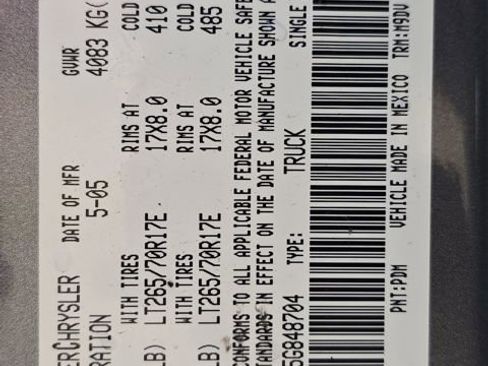 ERCHRYSLER DATE OF MFR GVWR
RATION 5-05 4083 KG(
WITH TIRES RIMS AT COLD
LB) LT265/70R17E 17X8.0 410
WITH TIRES RIMS AT COLD
LB) LT265/70R17E 17X8.0 485
CONFORMS TO ALL APPLICABLE FEDERAL MOTOR VEHICLE SAFE
TANDARDS IN EFFECT ON THE DATE OF MANUFACTURE SHOWN A
5G848704 TYPE: TRUCK SINGLE
PNT:PDM VEHICLE MADE IN MEXICO TRM:M9DV